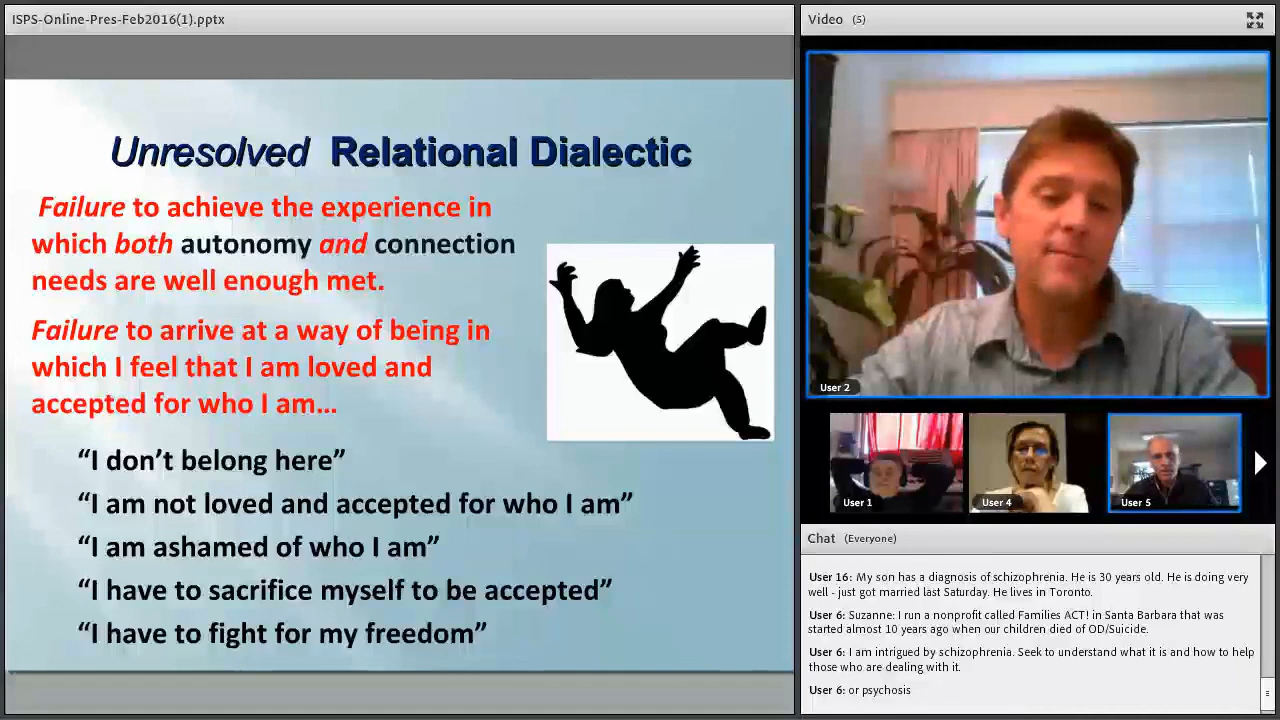 ISPS-Online-Pres-Feb2016(1).pptx
Unresolved Relational Dialectic
Failure to achieve the experience in
which both autonomy and connection
needs are well enough met.
Failure to arrive at a way of being in
which I feel that I am loved and
accepted for who I am…
“I don’t belong here”
“I am not loved and accepted for who I am”
“I am ashamed of who I am”
“I have to sacrifice myself to be accepted”
“I have to fight for my freedom”
Video (5)
User 2
User 1
User 4
User 5
Chat (Everyone)
User 16: My son has a diagnosis of schizophrenia. He is 30 years old. He is doing very
well - just got married last Saturday. He lives in Toronto.
User 6: Suzanne: I run a nonprofit called Families ACT! in Santa Barbara that was
started almost 10 years ago when our children died of OD/Suicide.
User 6: I am intrigued by schizophrenia. Seek to understand what it is and how to help
those who are dealing with it.
User 6: or psychosis